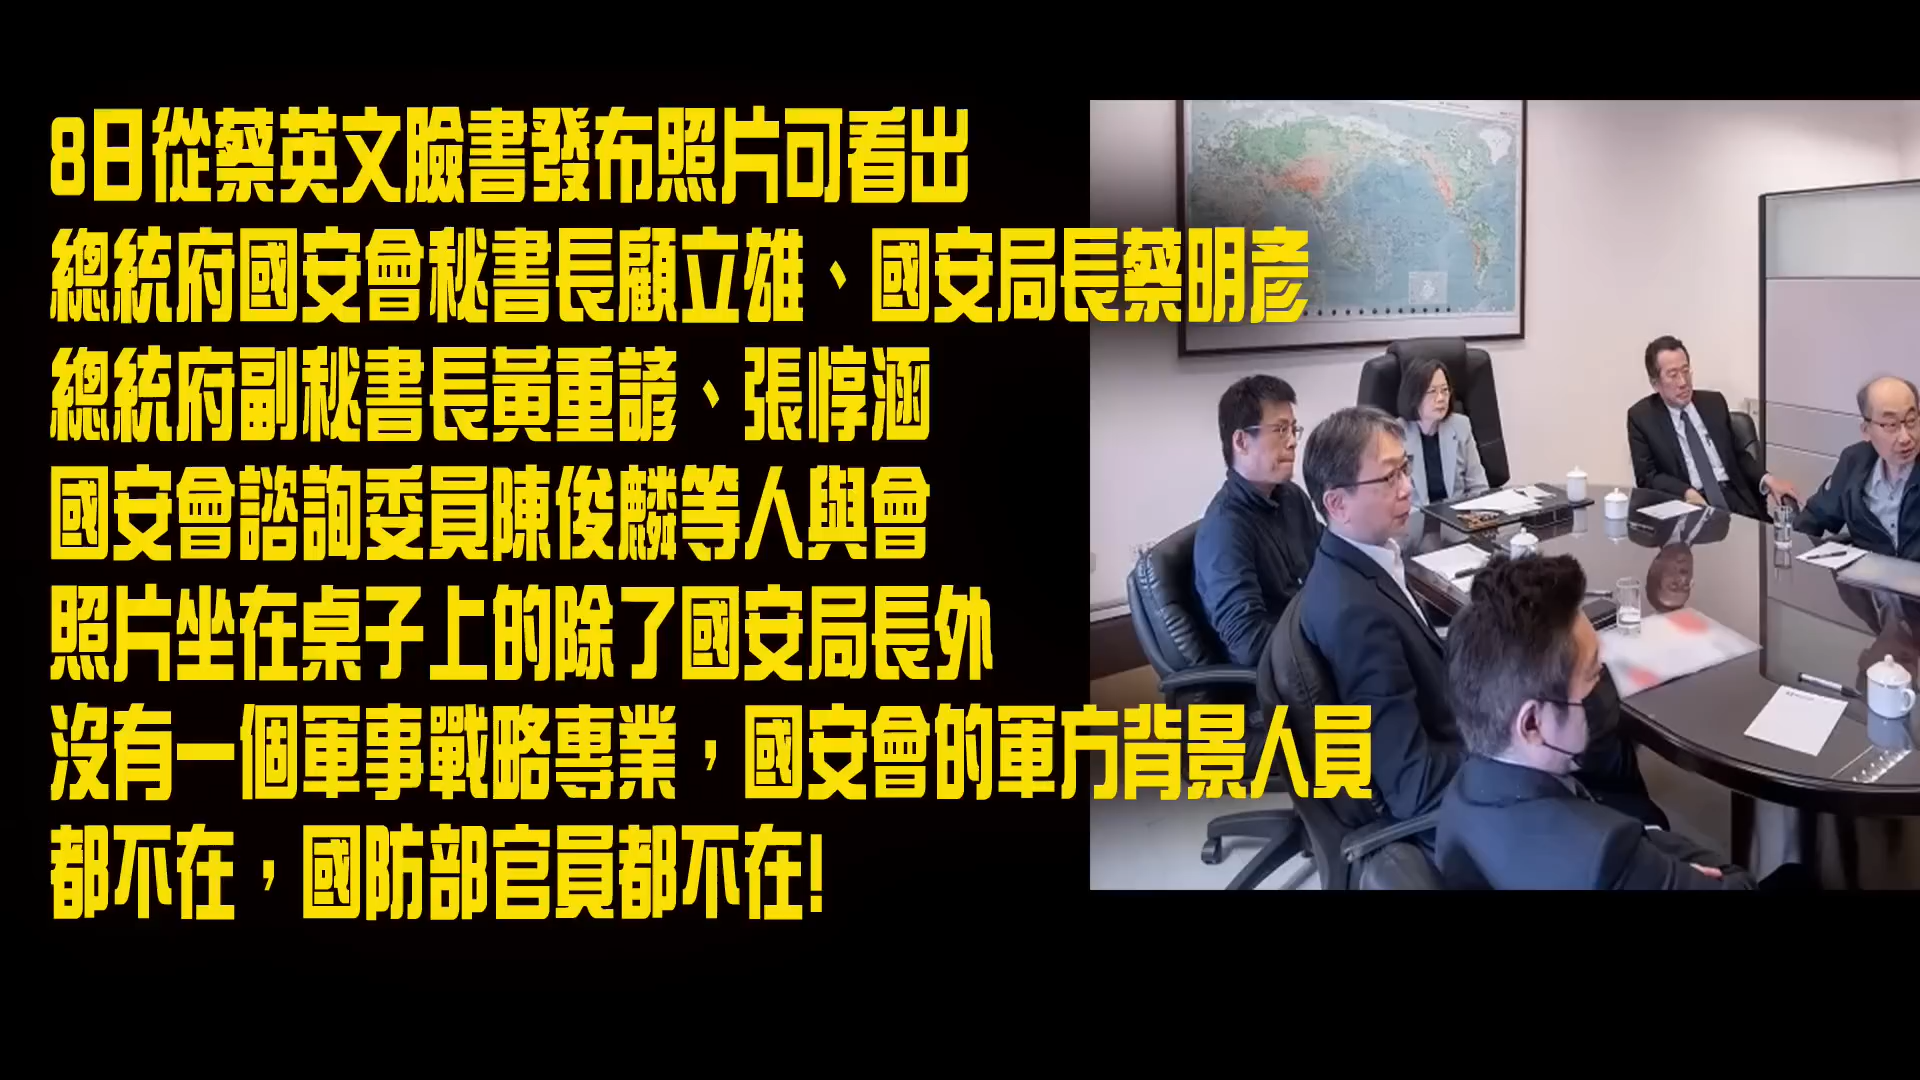 8日從蔡英文臉書發布照片可看出
總統府國安會秘書長顧立雄、國安局長蔡明彥
總統府副秘書長黃重諺、張惇涵
國安會諮詢委員陳俊麟等人與會
照片坐在桌子上的除了國安局長外
沒有一個軍事戰略專業，國安會的軍方背景人員
都不在，國防部官員都不在!